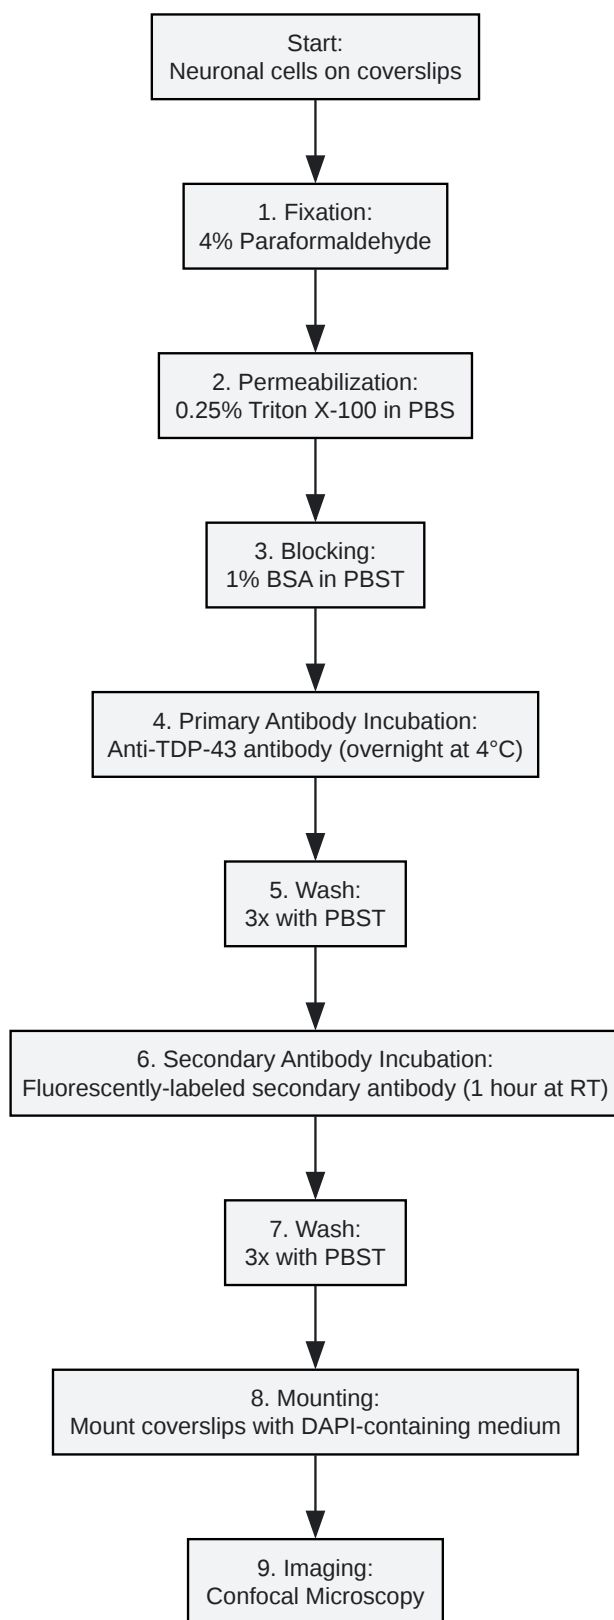 Start:
Neuronal cells on coverslips
1. Fixation:
4% Paraformaldehyde
2. Permeabilization:
0.25% Triton X-100 in PBS
3. Blocking:
1% BSA in PBST
4. Primary Antibody Incubation:
Anti-TDP-43 antibody (overnight at 4°C)
5. Wash:
3x with PBST
6. Secondary Antibody Incubation:
Fluorescently-labeled secondary antibody (1 hour at RT)
7. Wash:
3x with PBST
8. Mounting:
Mount coverslips with DAPI-containing medium
9. Imaging:
Confocal Microscopy